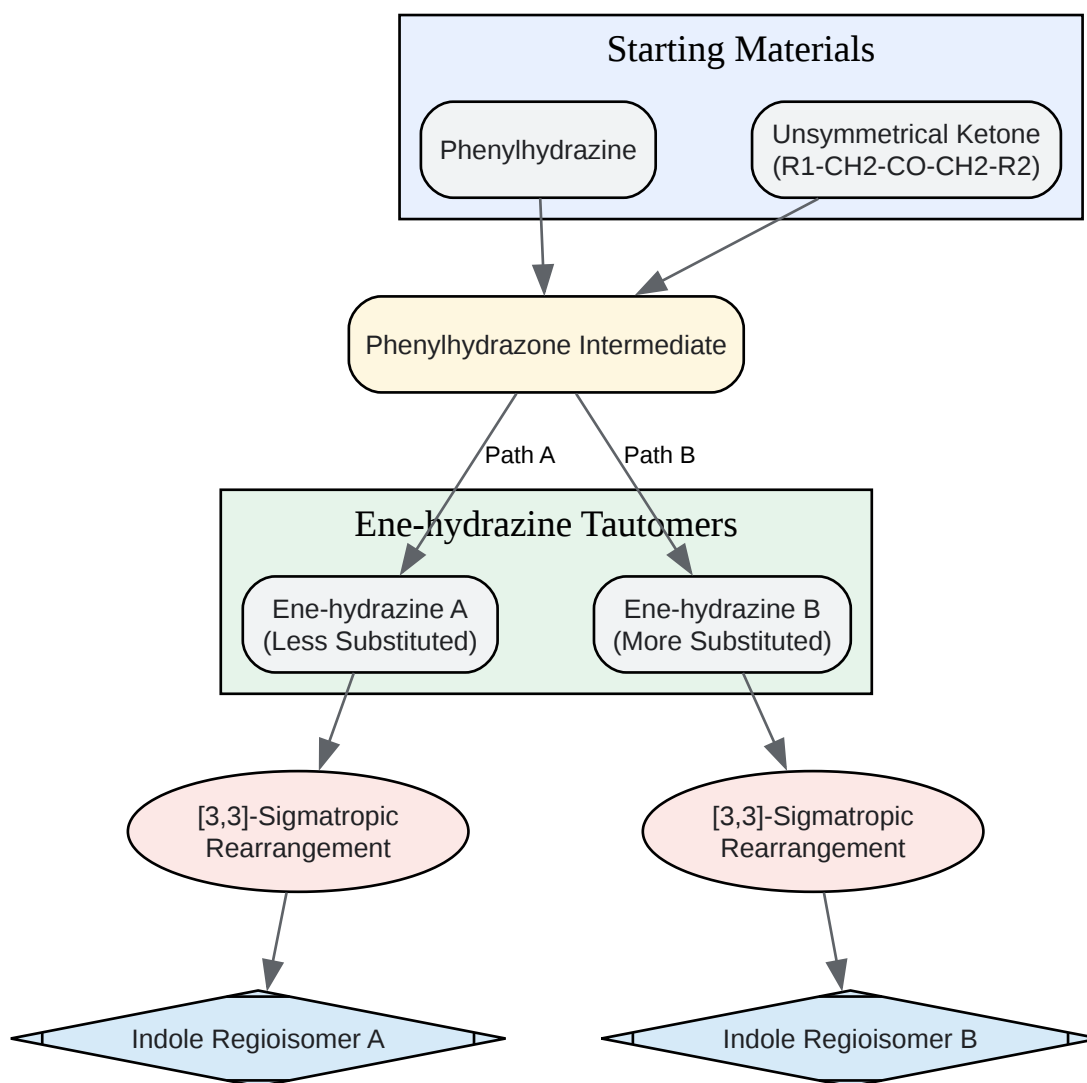 Starting Materials
Phenylhydrazine
Unsymmetrical Ketone
(R1-CH2-CO-CH2-R2)
Phenylhydrazone Intermediate
Path A
Path B
Ene-hydrazine Tautomers
Ene-hydrazine A
(Less Substituted)
Ene-hydrazine B
(More Substituted)
[3,3]-Sigmatropic
Rearrangement
[3,3]-Sigmatropic
Rearrangement
Indole Regioisomer A
Indole Regioisomer B